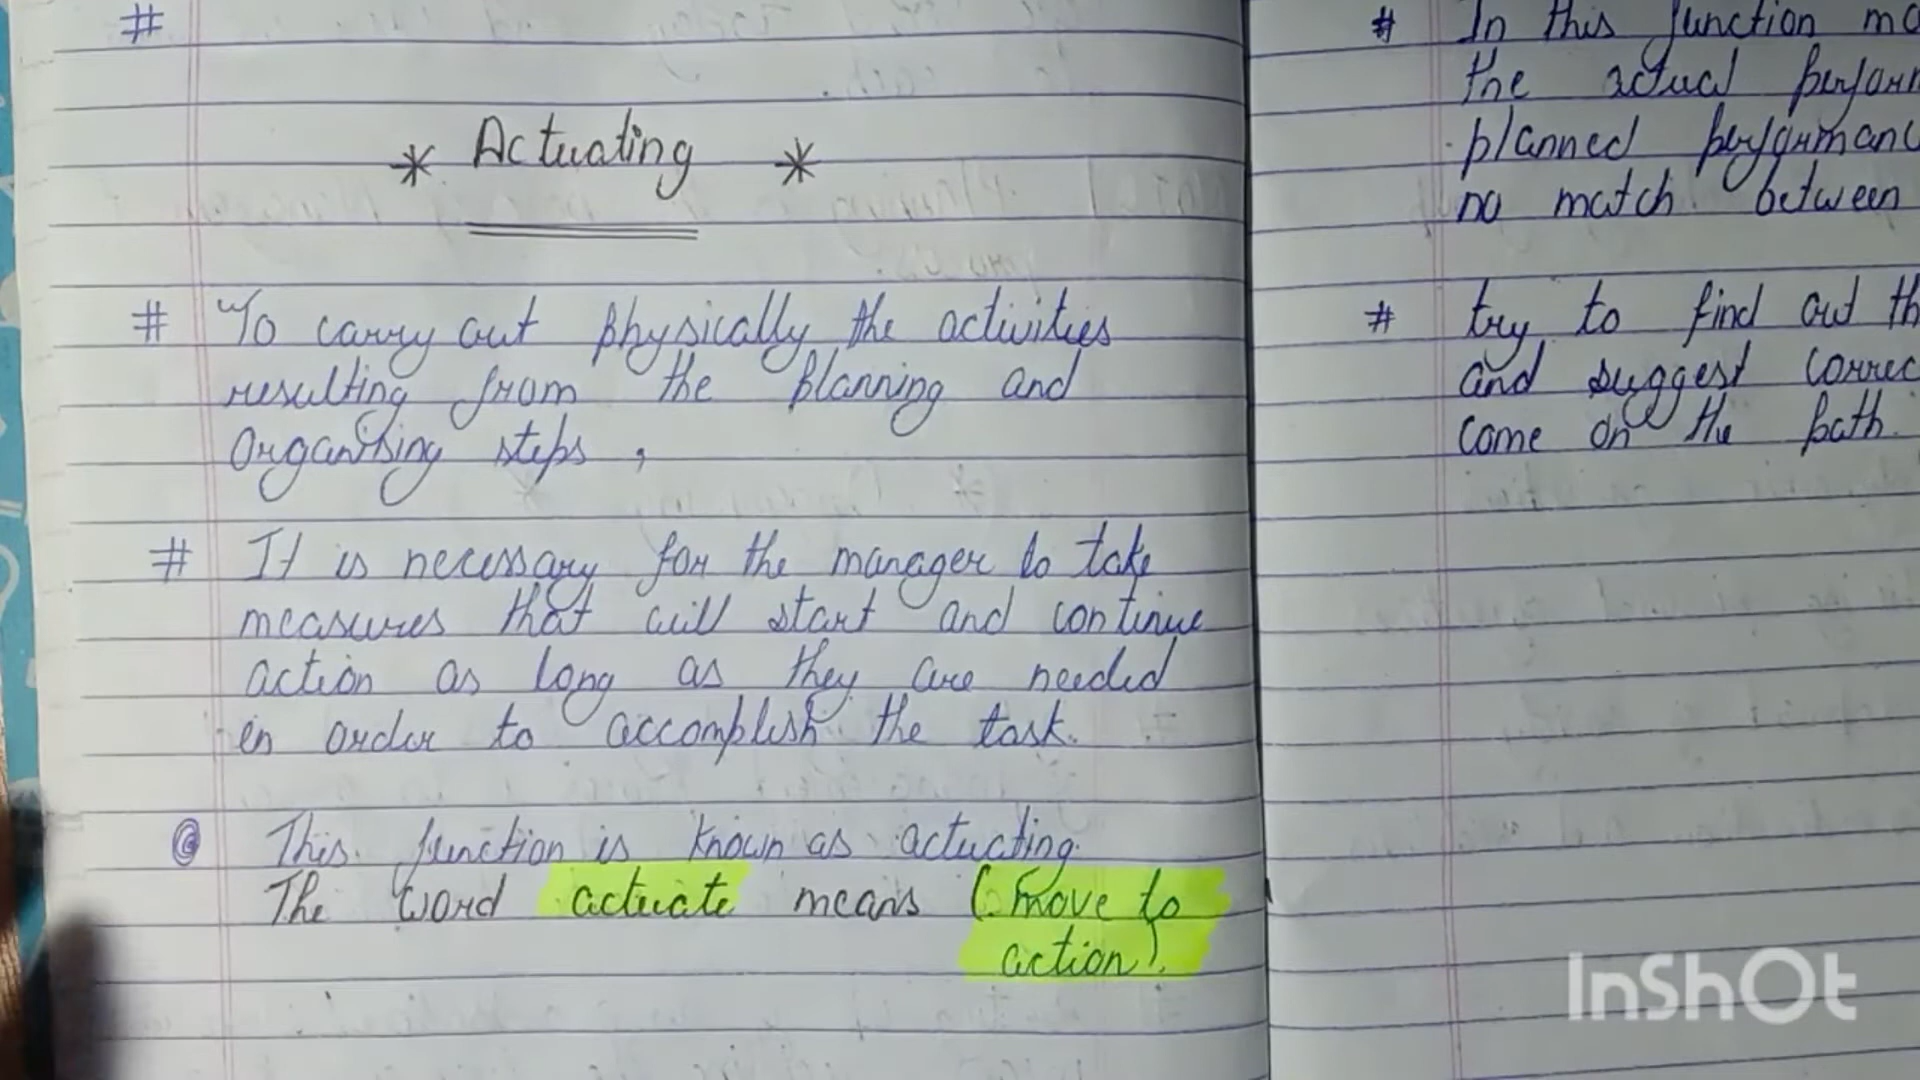 #
* Actuating *
# To carry out physically the activities
resulting from the planning and
Organising steps,
# It is necessary for the manager to take
measures that will start and continue
action as long as they are needed
in order to accomplish the task.
This function is known as actuating.
The word actuate means (move to
action).
# In this function
the actual
planned
no match between
# try to find out
and suggest
come on the path
InShOt